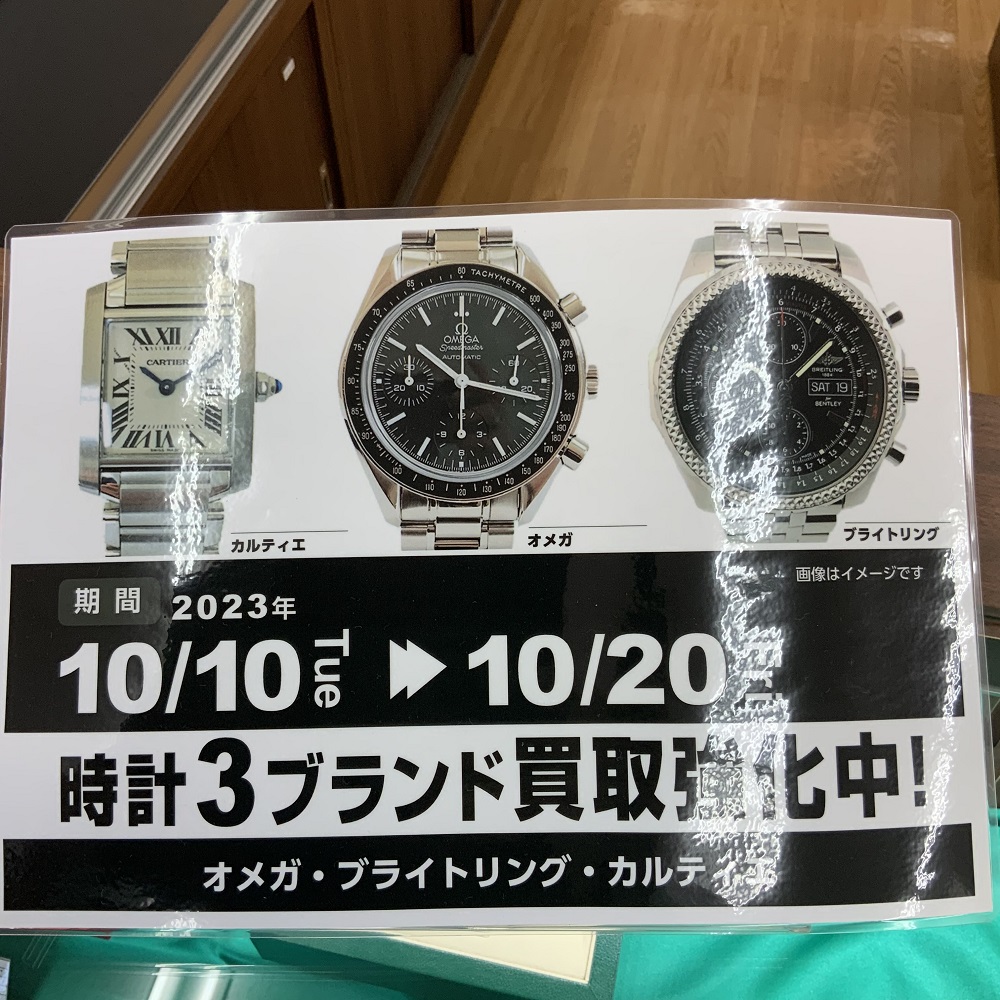 XII
CARTIER
TACHYMETRE
OMEGA
Speedmaster
AUTOMATIC
BREITLING
1884
SAT 19
BENTLEY
カルティエ
オメガ
ブライトリング
画像はイメージです
期間 2023年
10/10 Tue 10/20 Fri
時計3ブランド買取強化中!
オメガ・ブライトリング・カルティエ